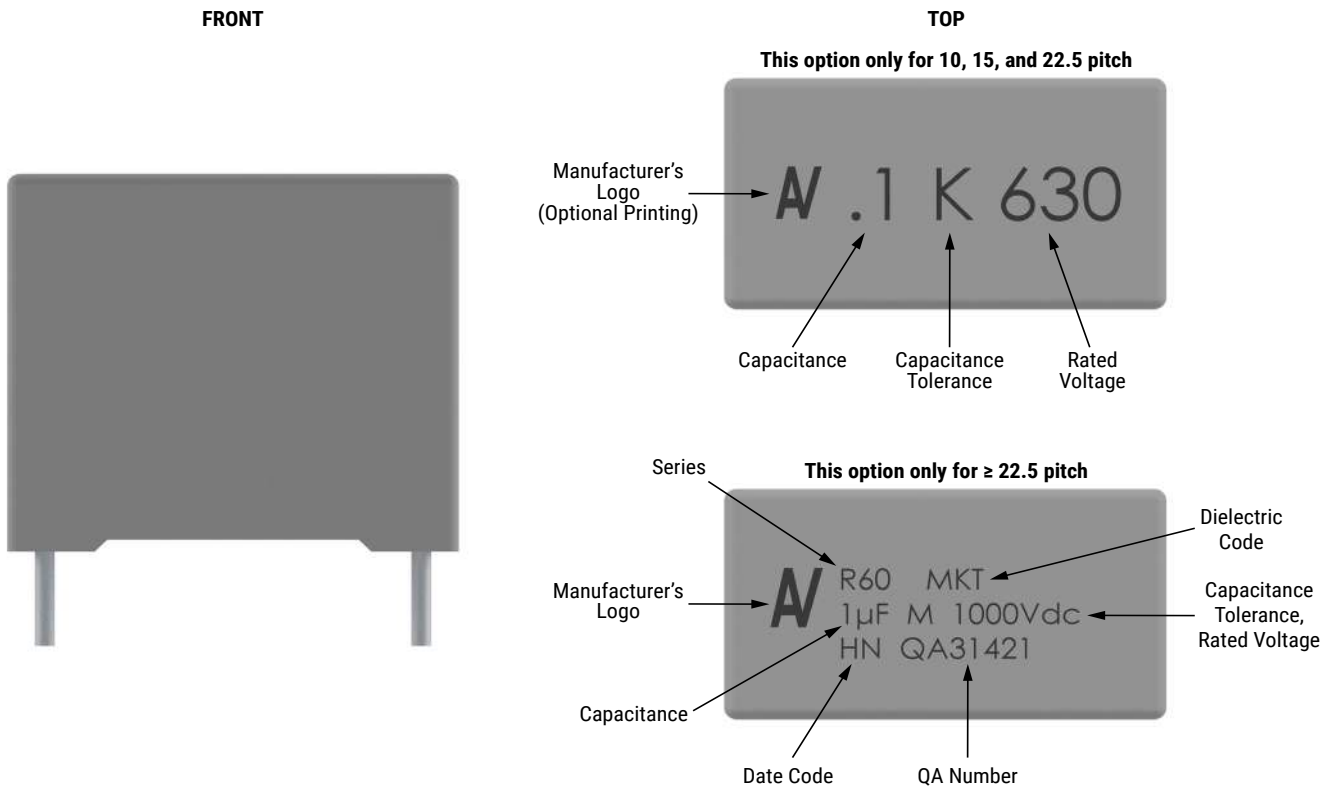 FRONT
TOP
This option only for 10, 15, and 22.5 pitch
Manufacturer's
Logo
(Optional Printing)
.1 K 630
Capacitance
Capacitance
Tolerance
Rated
Voltage
Series
This option only for ≥ 22.5 pitch
Dielectric
Code
Manufacturer's
Logo
R60 MKT
1µF M 1000Vdc
HN QA31421
Capacitance
Tolerance,
Rated Voltage
Capacitance
Date Code
QA Number